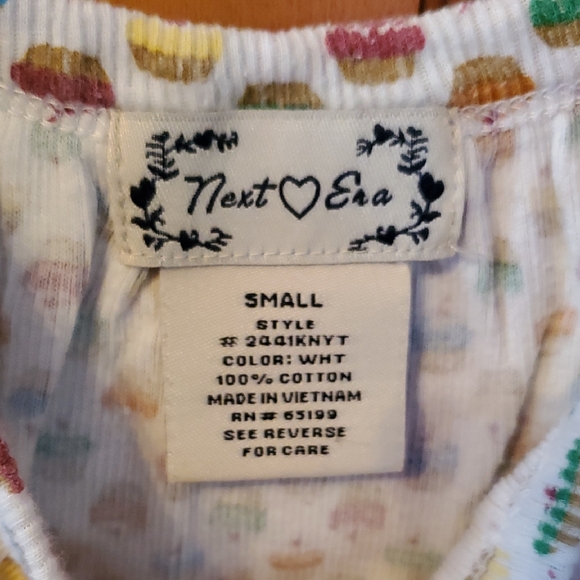 Next ♡ Era
SMALL
STYLE
# 2441KNYT
COLOR: WHT
100% COTTON
MADE IN VIETNAM
RN# 65199
SEE REVERSE
FOR CARE